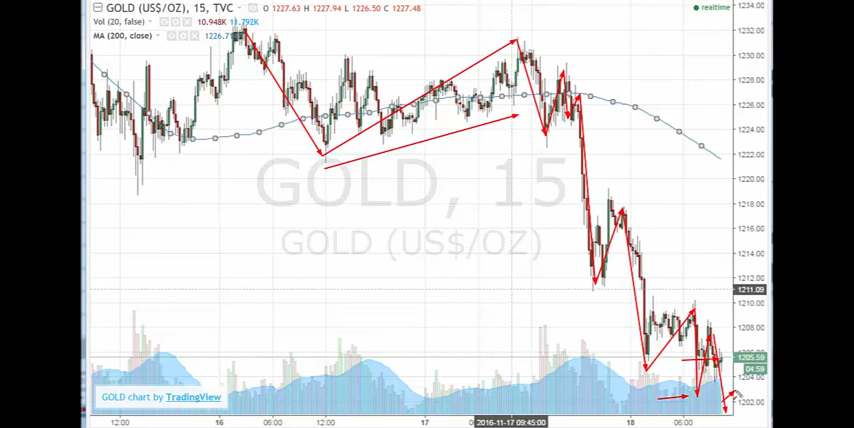 GOLD (US$/OZ), 15, TVC O 1227.63 H 1227.94 L 1226.50 C 1227.48 realtime
Vol (20, false) 10.948K 11.792K
MA (200, close) 1226.71
1234.00
1232.00
1230.00
1228.00
1226.00
1224.00
1222.00
1220.00
1218.00
1216.00
1214.00
1212.00
1211.09
1210.00
1208.00
1205.59
04:59
1204.00
1202.00
GOLD, 15
GOLD (US$/OZ)
GOLD chart by TradingView
12:00 16 06:00 12:00 17 2016-11-17 09:45:00 18 06:00